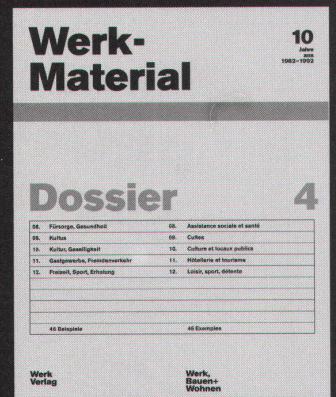 Werk-
Material
10
Jahre
aus
1982–1992
Dossier 4
08. Fürsorge, Gesundheit 08. Assistance sociale et santé
09. Kultus 09. Cultes
10. Kultur, Geselligkeit 10. Culture et locaux publics
11. Gastgewerbe, Fremdenverkehr 11. Hôtellerie et tourisme
12. Freizeit, Sport, Erholung 12. Loisir, sport, détente
46 Beispiele 46 Exemples
Werk
Verlag
Werk,
Bauen+
Wohnen